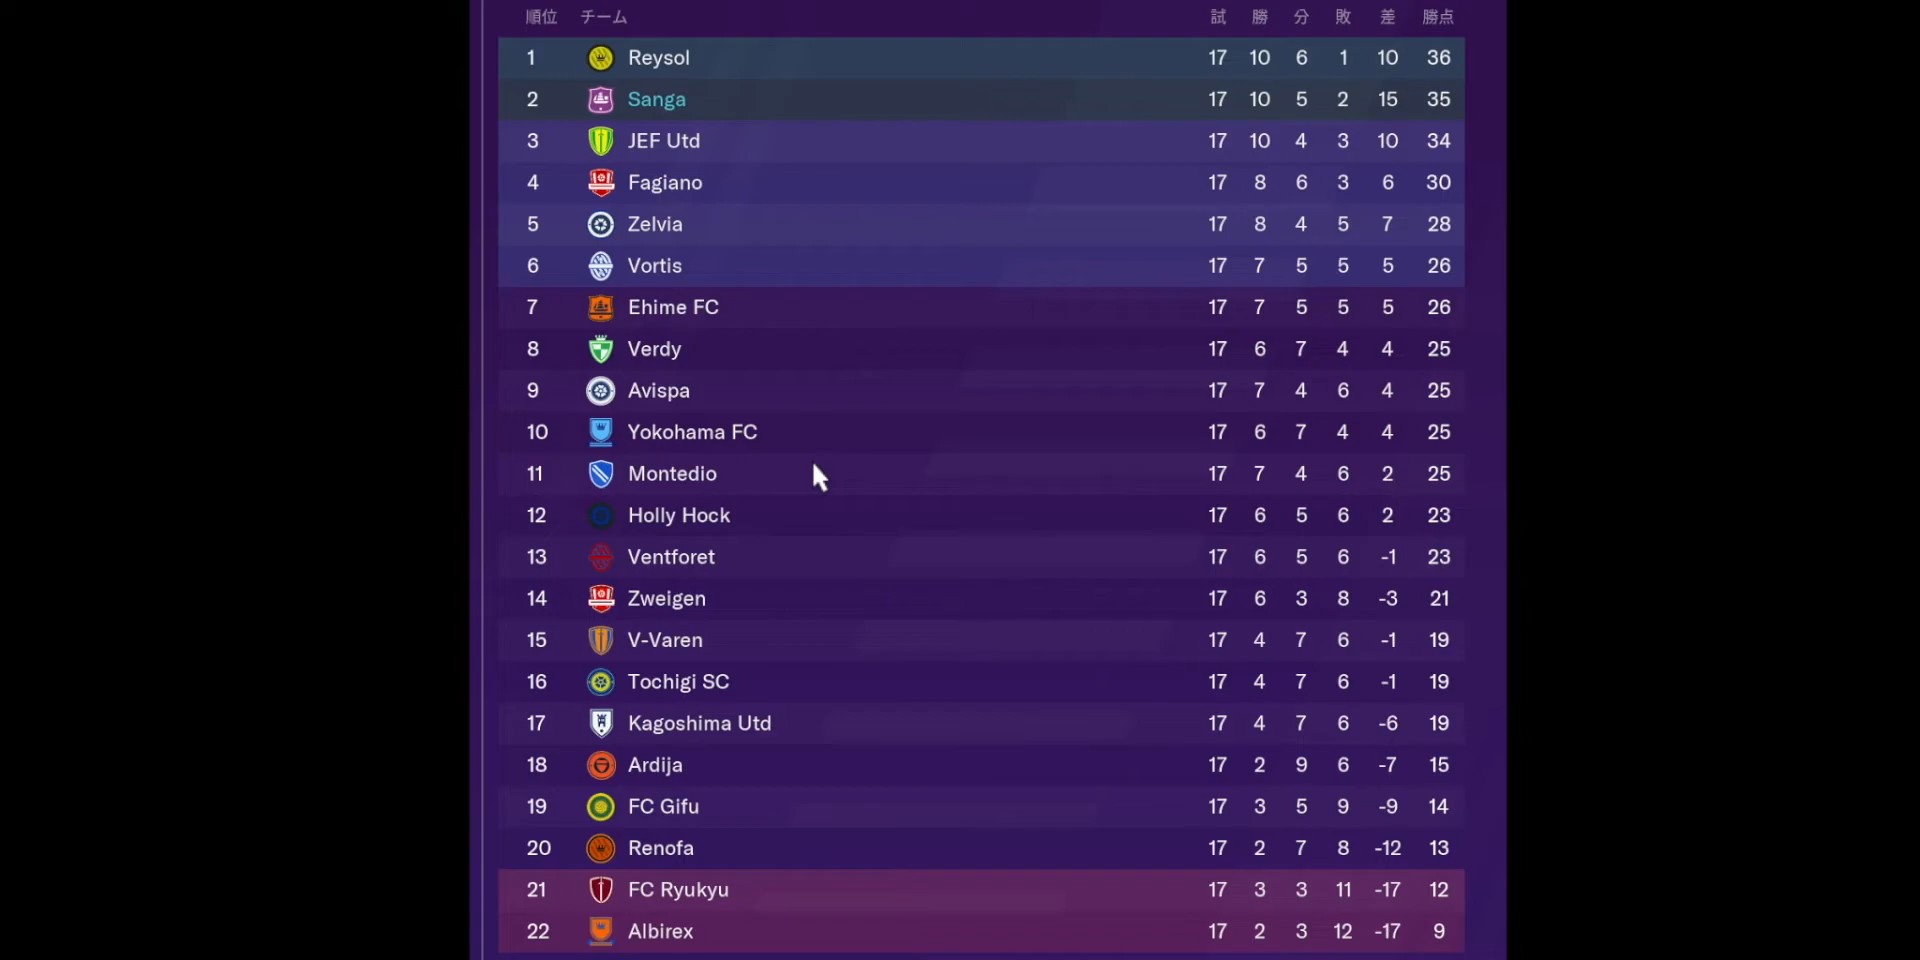 順位 チーム 試 勝 分 敗 差 勝点
1 Reysol 17 10 6 1 10 36
2 Sanga 17 10 5 2 15 35
3 JEF Utd 17 10 4 3 10 34
4 Fagiano 17 8 6 3 6 30
5 Zelvia 17 8 4 5 7 28
6 Vortis 17 7 5 5 5 26
7 Ehime FC 17 7 5 5 5 26
8 Verdy 17 6 7 4 4 25
9 Avispa 17 7 4 6 4 25
10 Yokohama FC 17 6 7 4 4 25
11 Montedio 17 7 4 6 2 25
12 Holly Hock 17 6 5 6 2 23
13 Ventforet 17 6 5 6 -1 23
14 Zweigen 17 6 3 8 -3 21
15 V-Varen 17 4 7 6 -1 19
16 Tochigi SC 17 4 7 6 -1 19
17 Kagoshima Utd 17 4 7 6 -6 19
18 Ardija 17 2 9 6 -7 15
19 FC Gifu 17 3 5 9 -9 14
20 Renofa 17 2 7 8 -12 13
21 FC Ryukyu 17 3 3 11 -17 12
22 Albirex 17 2 3 12 -17 9